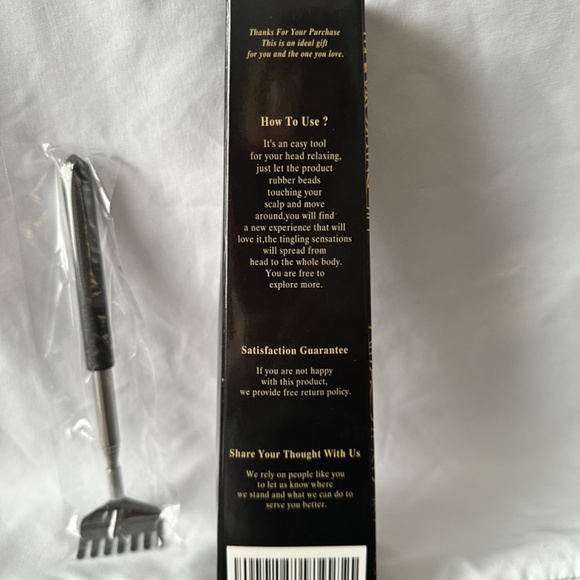 Thanks For Your Purchase
This is an ideal gift
for you and the one you love.
How To Use ?
It's an easy tool
for your head relaxing,
just let the product
rubber beads
touching your
scalp and move
around,you will find
a new experience that will
love it,the tingling sensations
will spread from
head to the whole body.
You are free to
explore more.
Satisfaction Guarantee
If you are not happy
with this product,
we provide free return policy.
Share Your Thought With Us
We rely on people like you
to let us know where
we stand and what we can do to
serve you better.